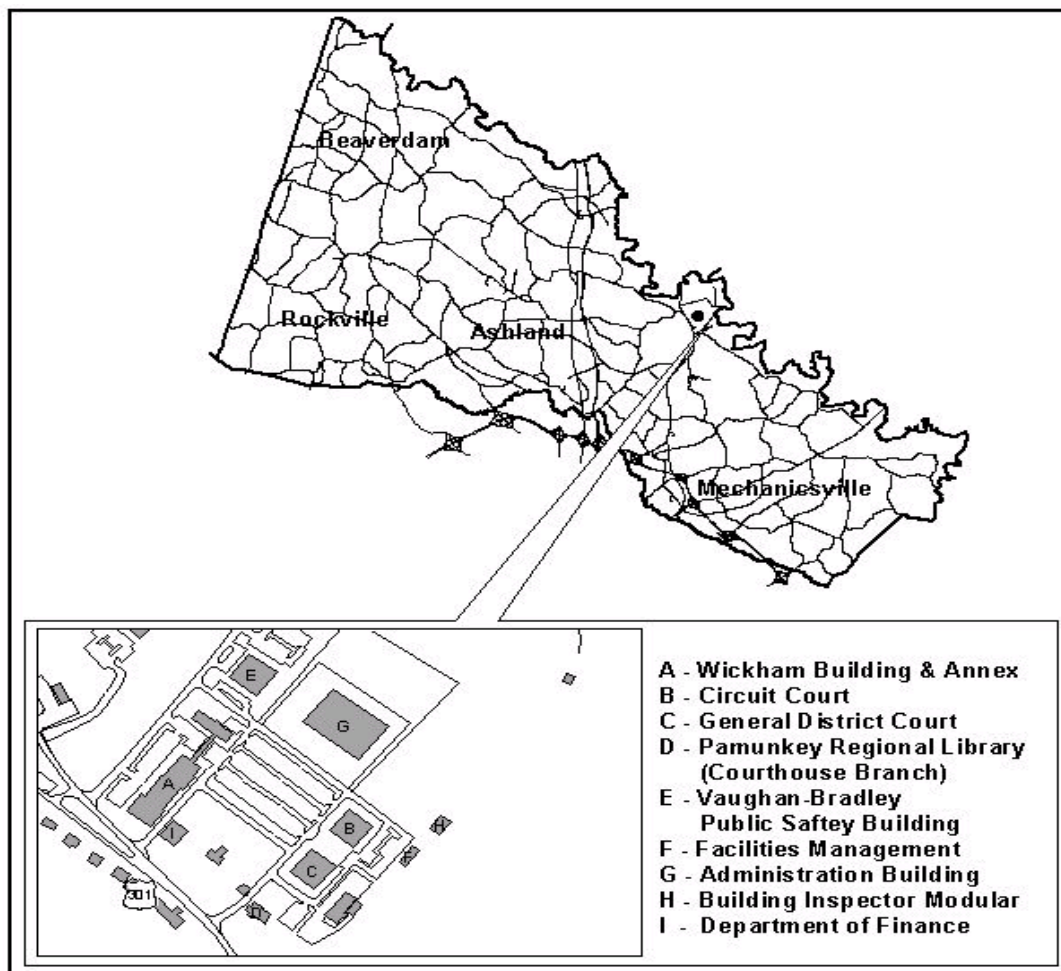 Beaverdam
Rockville
Ashland
Mechanicsville
E
G
A
I
B
H
F
C
D
301
A - Wickham Building & Annex
B - Circuit Court
C - General District Court
D - Pamunkey Regional Library
(Courthouse Branch)
E - Vaughan-Bradley
Public Saftey Building
F - Facilities Management
G - Administration Building
H - Building Inspector Modular
I - Department of Finance